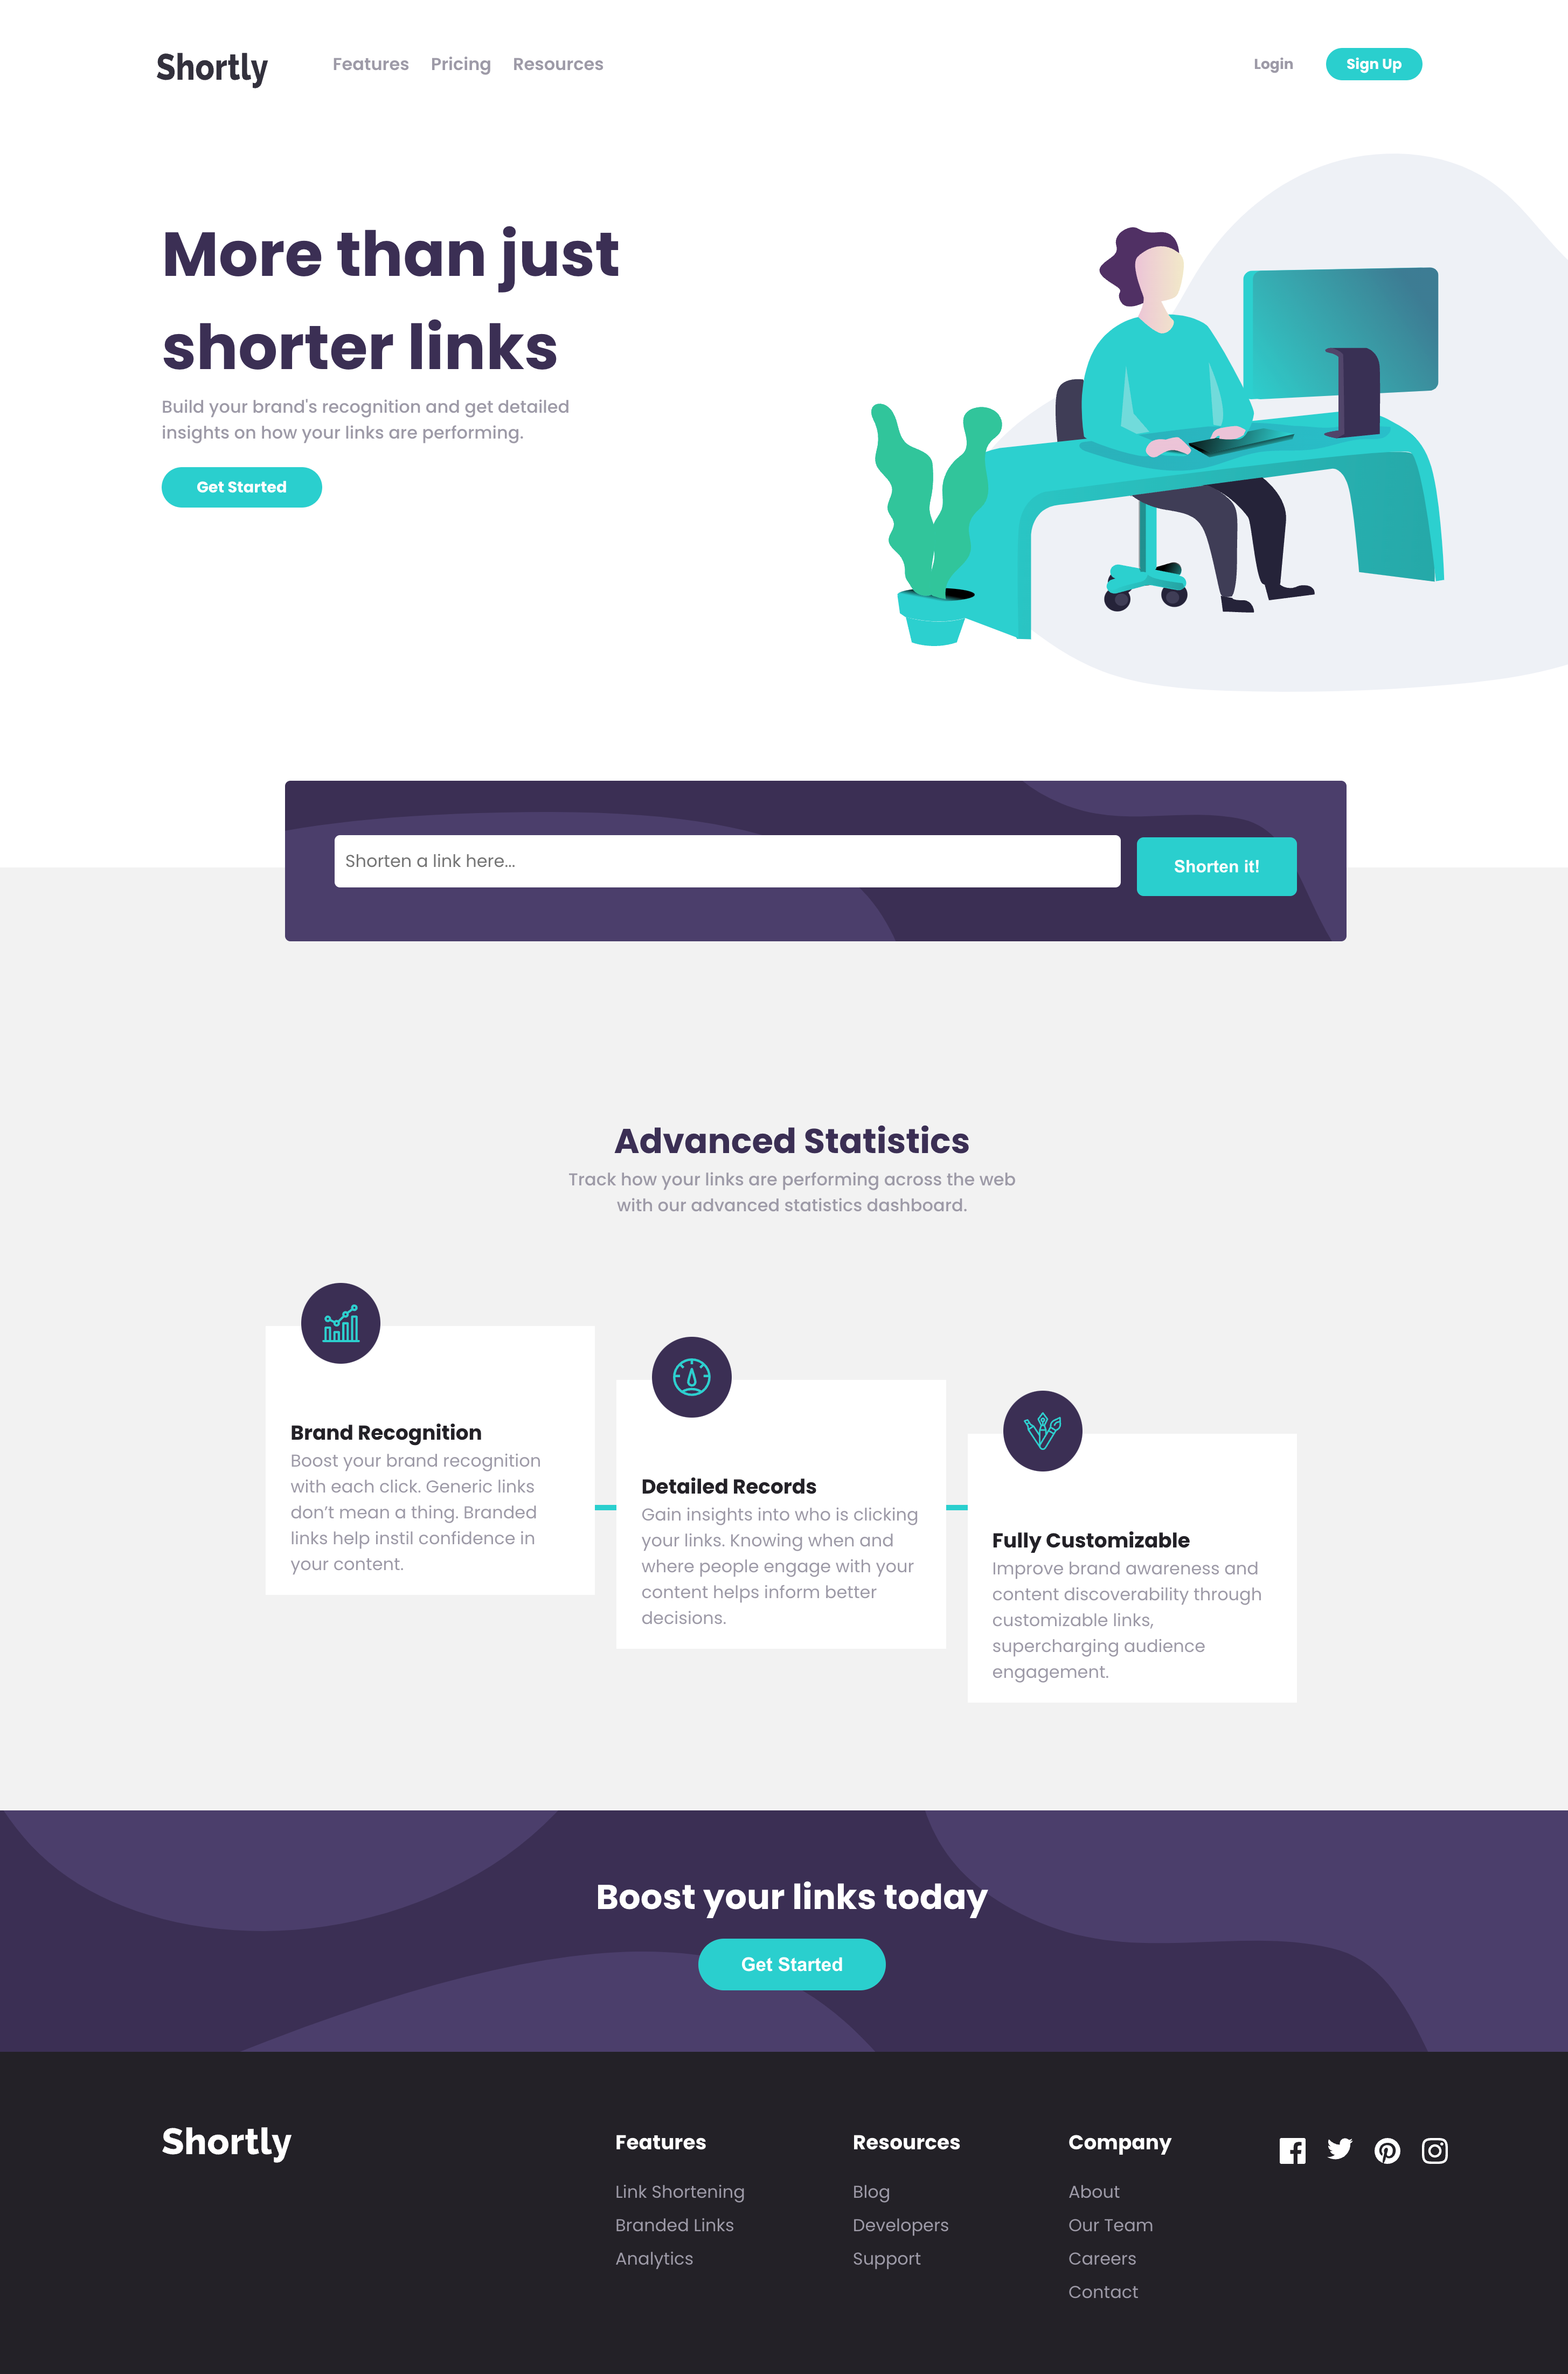 Shortly
Features Pricing Resources
Login
Sign Up
More than just
shorter links
Build your brand's recognition and get detailed
insights on how your links are performing.
Get Started
Shorten a link here...
Shorten it!
Advanced Statistics
Track how your links are performing across the web
with our advanced statistics dashboard.
Brand Recognition
Boost your brand recognition
with each click. Generic links
don’t mean a thing. Branded
links help instil confidence in
your content.
Detailed Records
Gain insights into who is clicking
your links. Knowing when and
where people engage with your
content helps inform better
decisions.
Fully Customizable
Improve brand awareness and
content discoverability through
customizable links,
supercharging audience
engagement.
Boost your links today
Get Started
Shortly
Features
Link Shortening
Branded Links
Analytics
Resources
Blog
Developers
Support
Company
About
Our Team
Careers
Contact